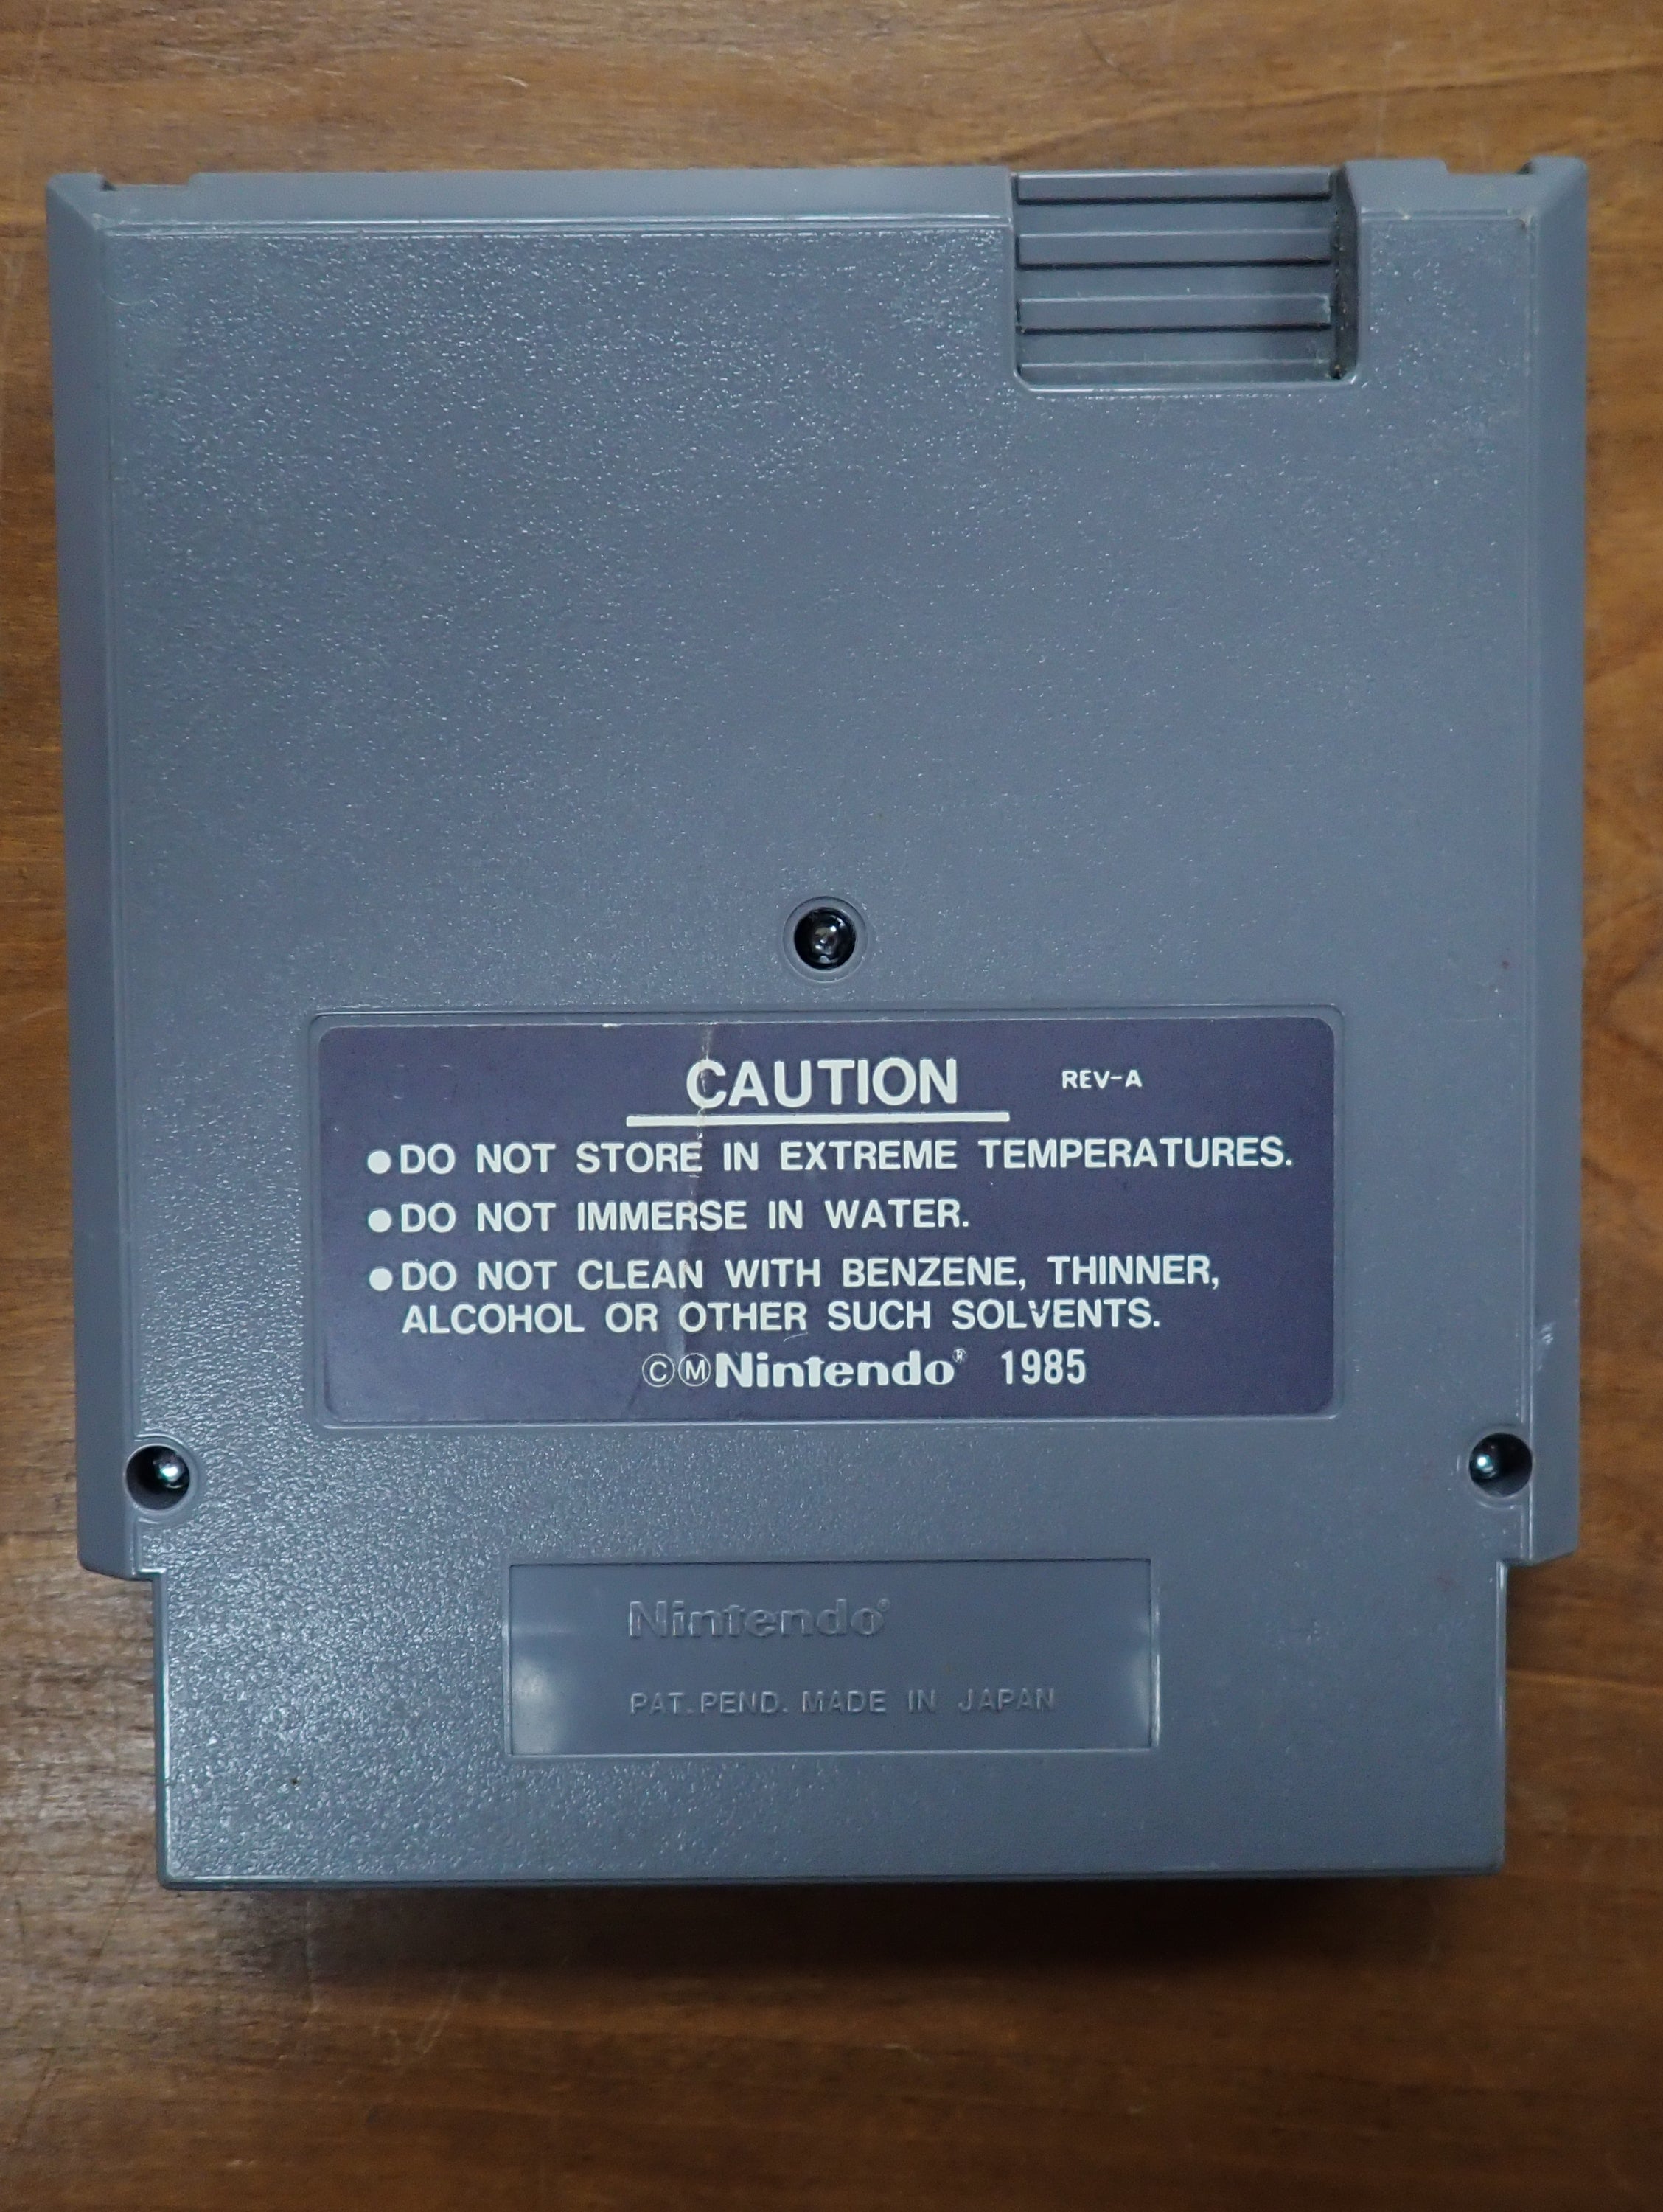 CAUTION REV-A
●DO NOT STORE IN EXTREME TEMPERATURES.
●DO NOT IMMERSE IN WATER.
●DO NOT CLEAN WITH BENZENE, THINNER,
ALCOHOL OR OTHER SUCH SOLVENTS.
ⒸⓂNintendo® 1985
Nintendo®
PAT. PEND. MADE IN JAPAN